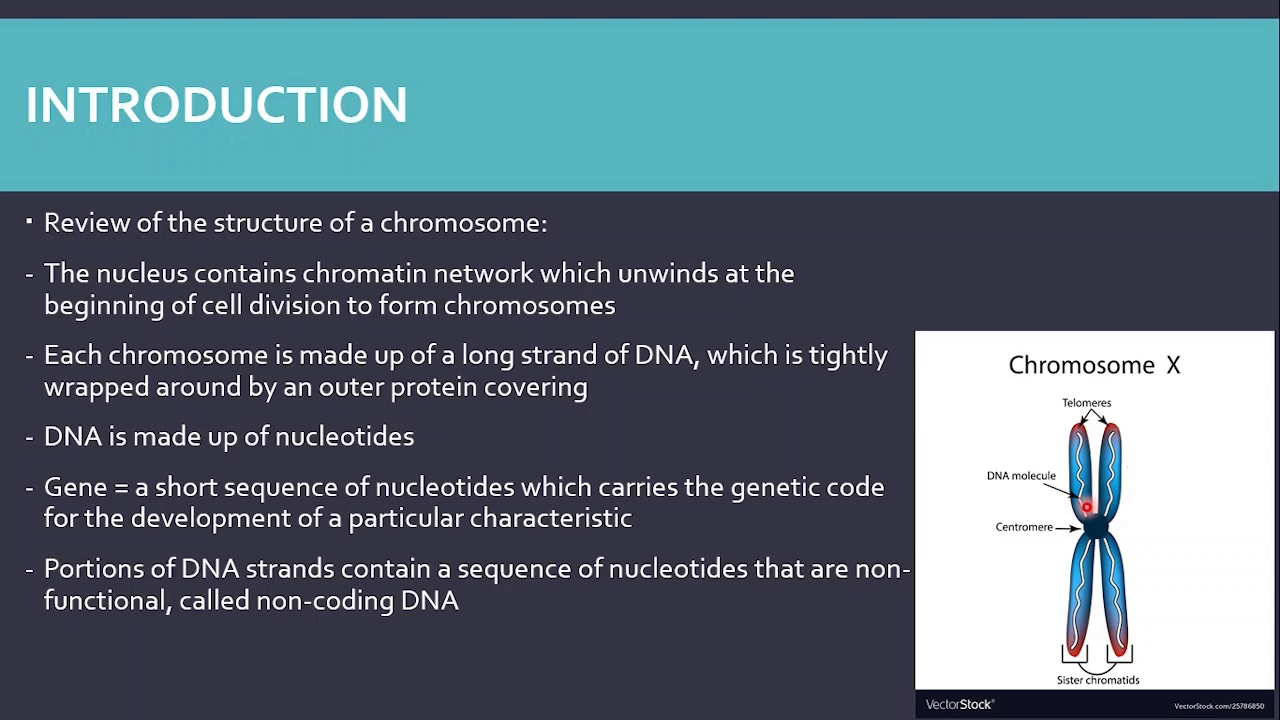 INTRODUCTION
▪ Review of the structure of a chromosome:
- The nucleus contains chromatin network which unwinds at the
beginning of cell division to form chromosomes
- Each chromosome is made up of a long strand of DNA, which is tightly
wrapped around by an outer protein covering
- DNA is made up of nucleotides
- Gene = a short sequence of nucleotides which carries the genetic code
for the development of a particular characteristic
- Portions of DNA strands contain a sequence of nucleotides that are non-
functional, called non-coding DNA
Chromosome X
Telomeres
DNA molecule
Centromere
Sister chromatids
VectorStock®
VectorStock.com/25786850